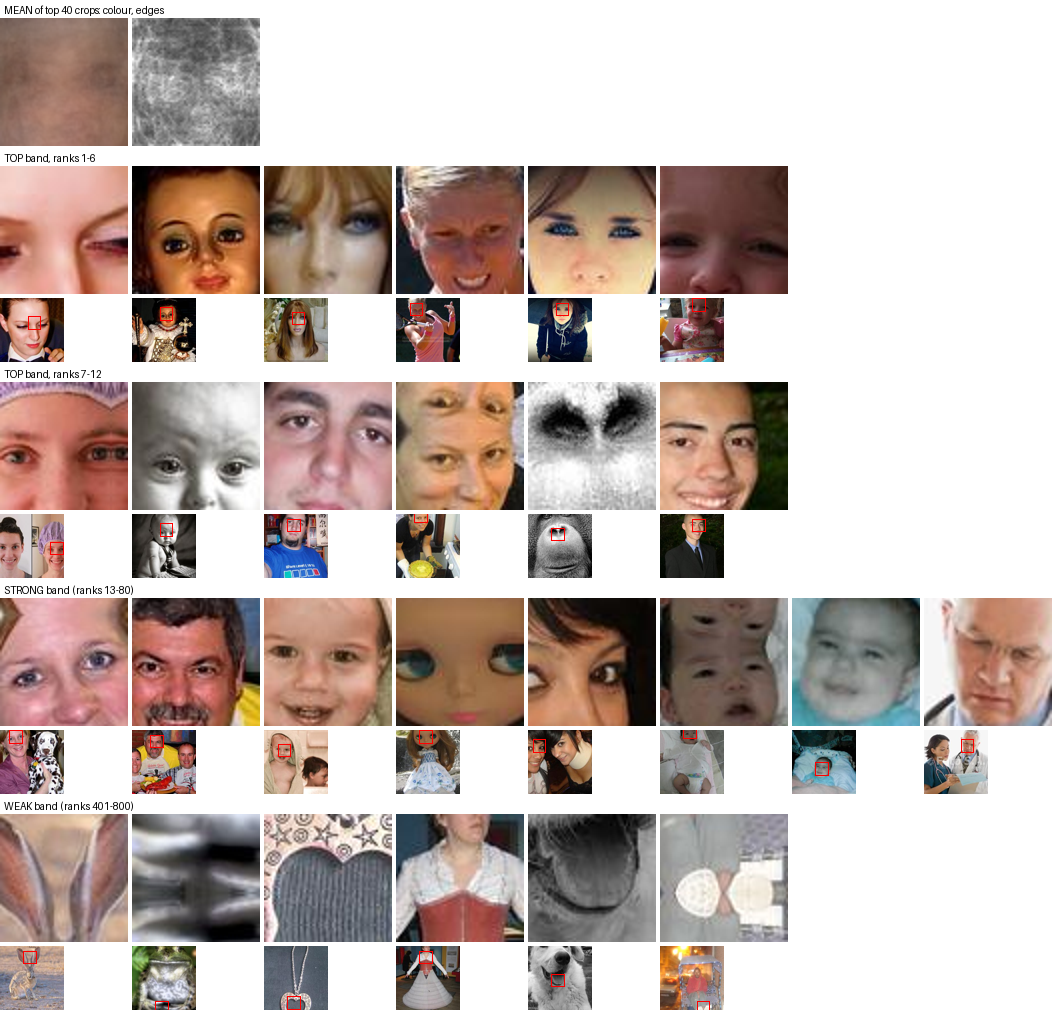 MEAN of top 40 crops: colour, edges
TOP band, ranks 1-6
TOP band, ranks 7-12
STRONG band (ranks 13-80)
WEAK band (ranks 401-800)